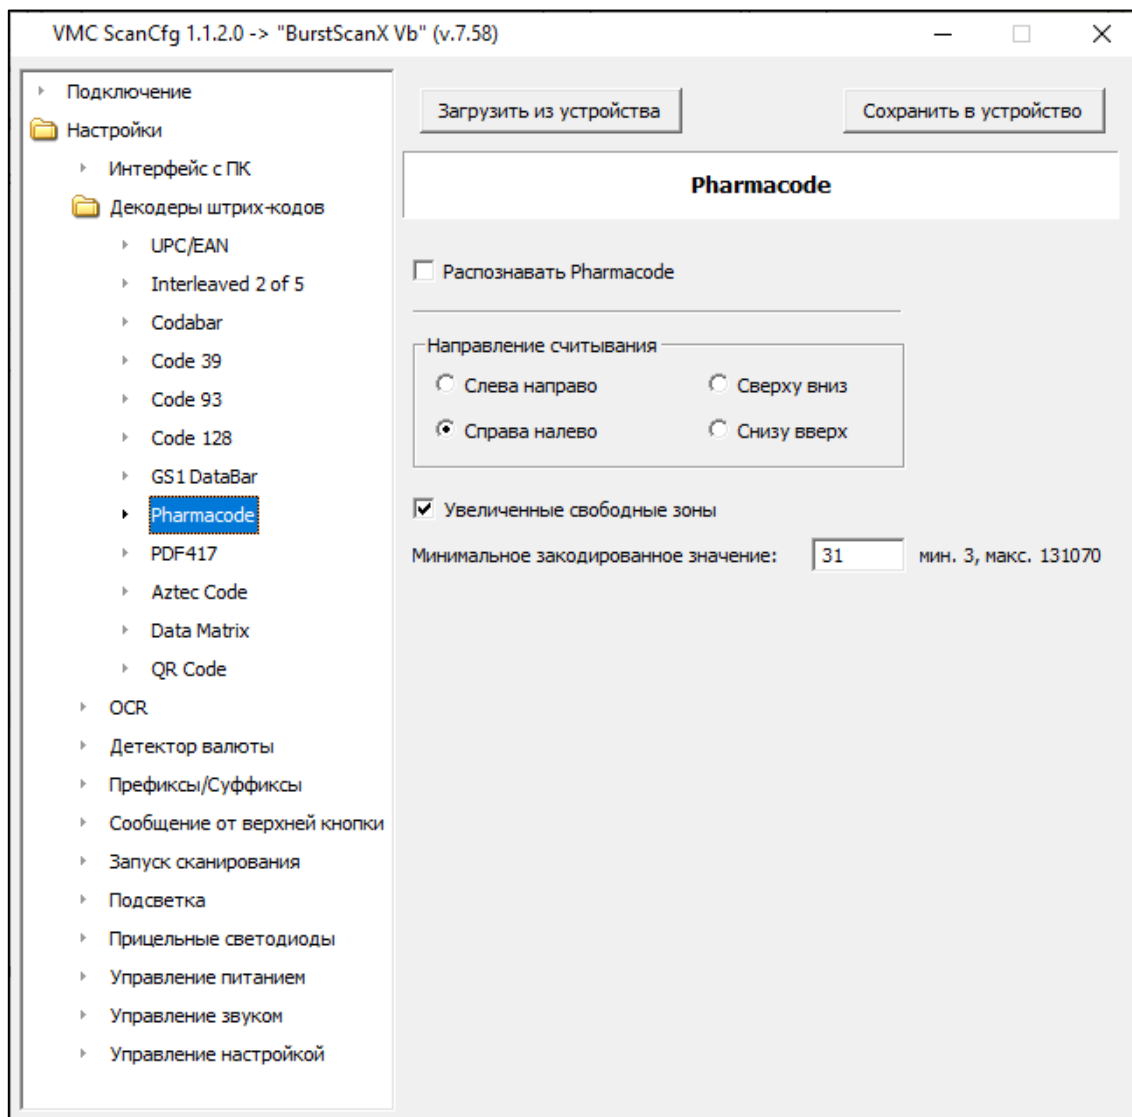 VMC ScanCfg 1.1.2.0 -> "BurstScanX Vb" (v.7.58)
Подключение
Настройки
Интерфейс с ПК
Декодеры штрих-кодов
UPC/EAN
Interleaved 2 of 5
Codabar
Code 39
Code 93
Code 128
GS1 DataBar
Pharmacode
PDF417
Aztec Code
Data Matrix
QR Code
OCR
Детектор валюты
Префиксы/Суффиксы
Сообщение от верхней кнопки
Запуск сканирования
Подсветка
Прицельные светодиоды
Управление питанием
Управление звуком
Управление настройкой
Загрузить из устройства
Сохранить в устройство
Pharmacode
Распознавать Pharmacode
Направление считывания
Слева направо
Сверху вниз
Справа налево
Снизу вверх
Увеличенные свободные зоны
Минимальное закодированное значение: 31 мин. 3, макс. 131070